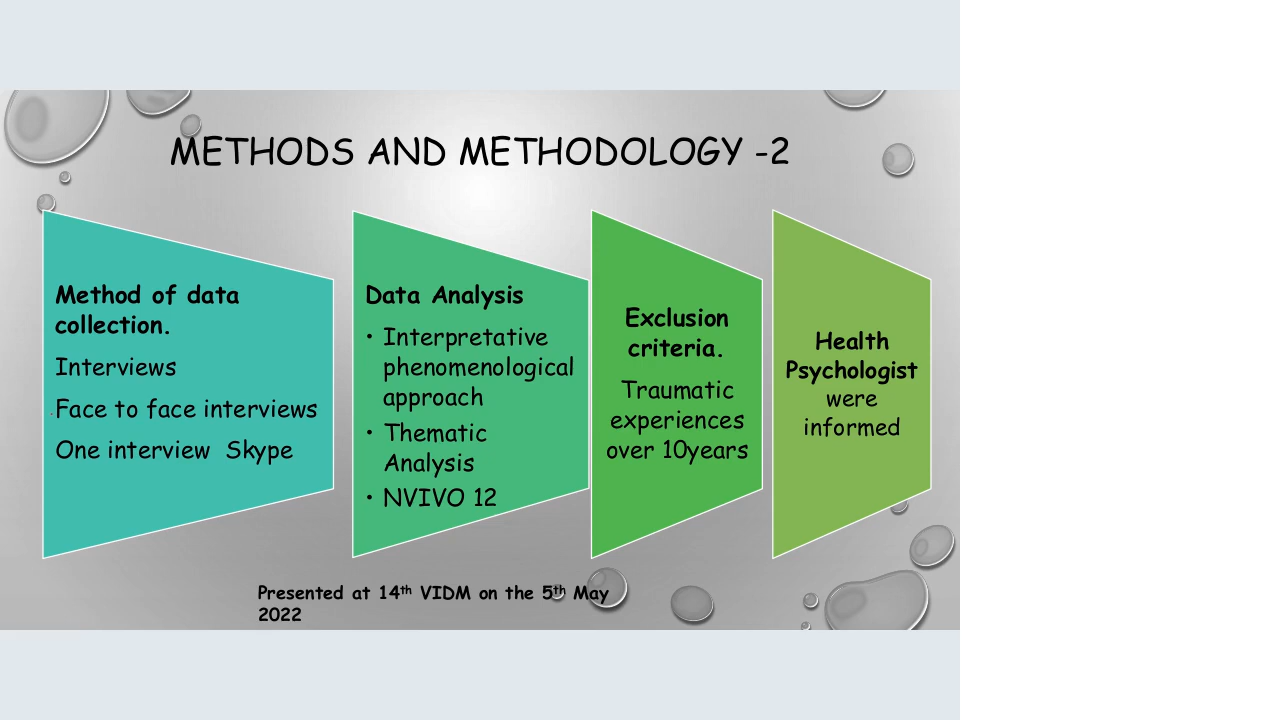 METHODS AND METHODOLOGY -2
Method of data
collection.
Interviews
Face to face interviews
One interview  Skype
Data Analysis
• Interpretative
phenomenological
approach
• Thematic
Analysis
• NVIVO 12
Exclusion
criteria.
Traumatic
experiences
over 10years
Health
Psychologist
were
informed
Presented at 14th VIDM on the 5th May
2022